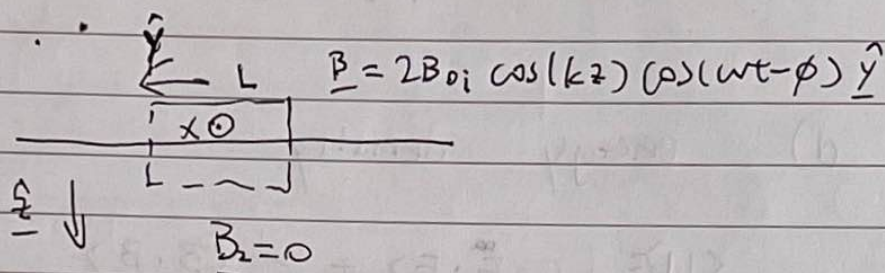 ∴ ŷ L B = 2B₀ᵢ cos(kz) cos(ωt-φ) ŷ
x⊙
ẑ
B₂=0